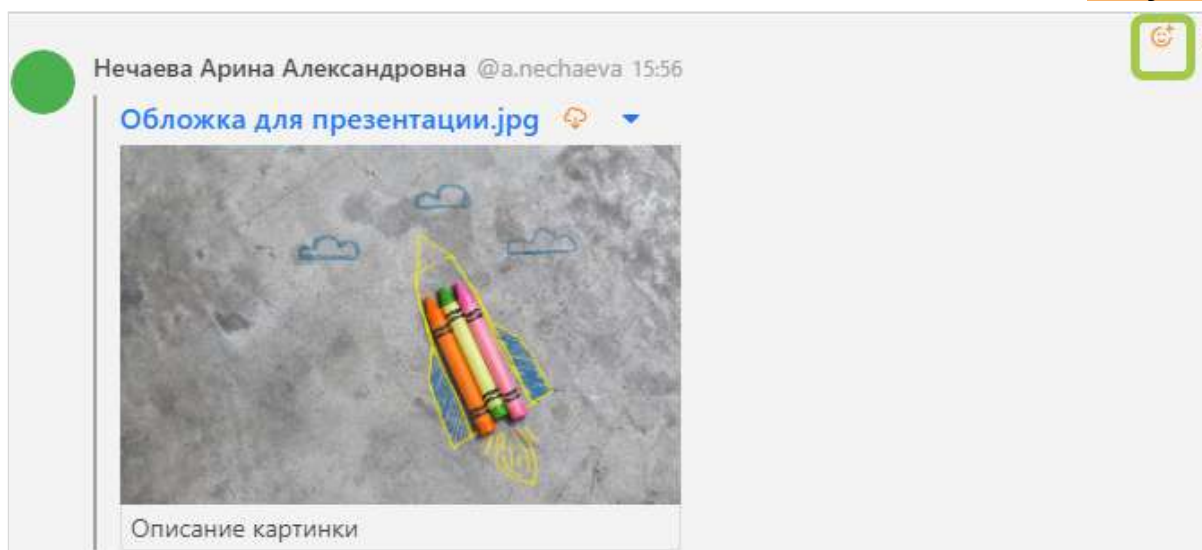 Нечаева Арина Александровна @a.nechaeva 15:56
Обложка для презентации.jpg
Описание картинки